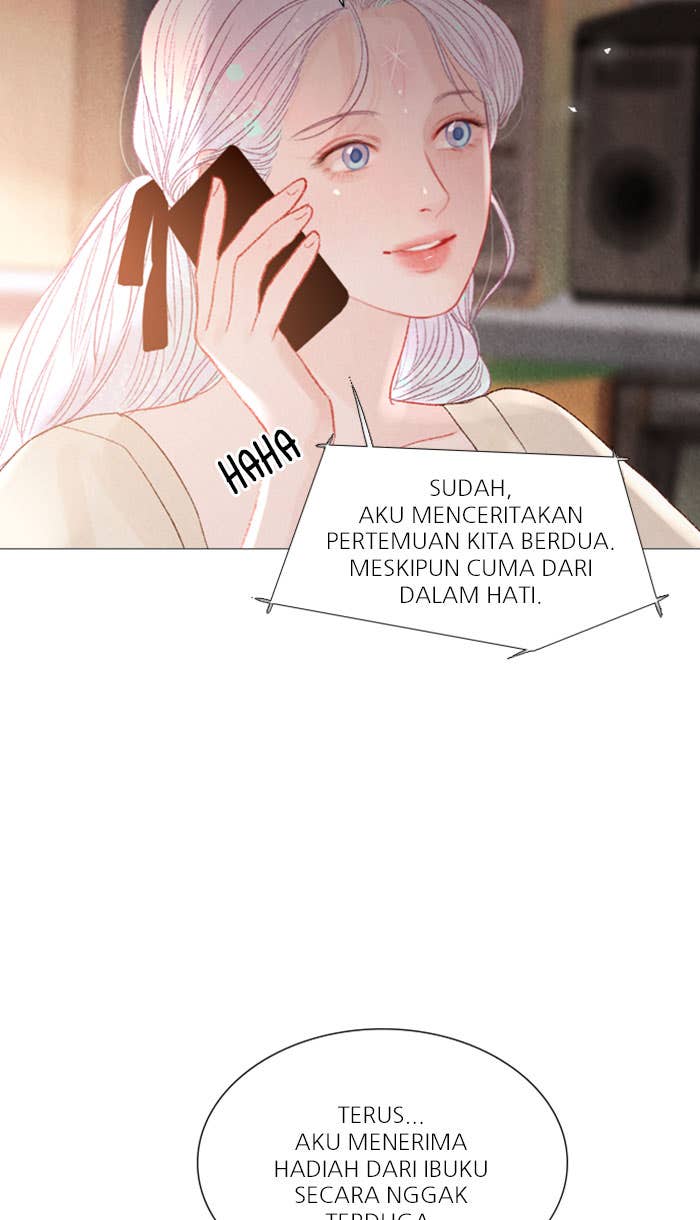 HAHA
SUDAH,
AKU MENCERITAKAN
PERTEMUAN KITA BERDUA.
MESKIPUN CUMA DARI
DALAM HATI.
TERUS...
AKU MENERIMA
HADIAH DARI IBUKU
SECARA NGGAK
TERDUGA